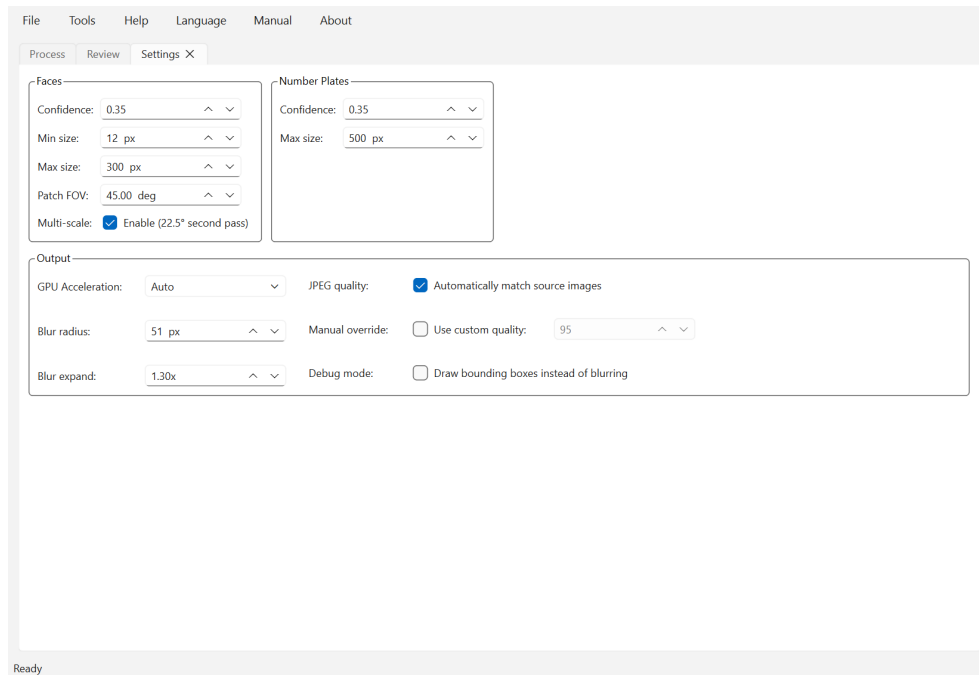 File Tools Help Language Manual About
Process Review Settings
Faces
Confidence: 0.35
Min size: 12 px
Max size: 300 px
Patch FOV: 45.00 deg
Multi-scale: Enable (22.5° second pass)
Number Plates
Confidence: 0.35
Max size: 500 px
Output
GPU Acceleration: Auto
JPEG quality: Automatically match source images
Blur radius: 51 px
Manual override: Use custom quality: 95
Blur expand: 1.30x
Debug mode: Draw bounding boxes instead of blurring
Ready